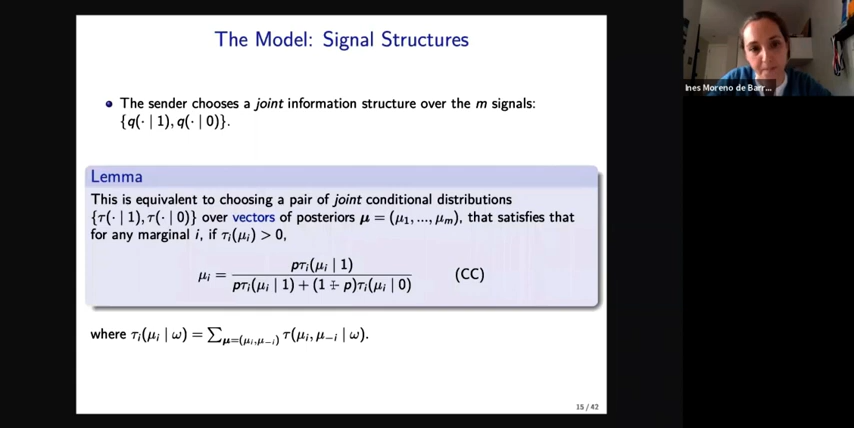 The Model: Signal Structures
The sender chooses a joint information structure over the m signals:
{q(· | 1), q(· | 0)}.
Lemma
This is equivalent to choosing a pair of joint conditional distributions
{τ(· | 1), τ(· | 0)} over vectors of posteriors μ = (μ₁, ..., μₘ), that satisfies that
for any marginal i, if τᵢ(μᵢ) > 0,
μᵢ = pτᵢ(μᵢ | 1) / pτᵢ(μᵢ | 1) + (1 − p)τᵢ(μᵢ | 0) (CC)
where τᵢ(μᵢ | ω) = ∑μ=(μᵢ,μ₋ᵢ) τ(μᵢ, μ₋ᵢ | ω).
15 / 42
Ines Moreno de Barr...